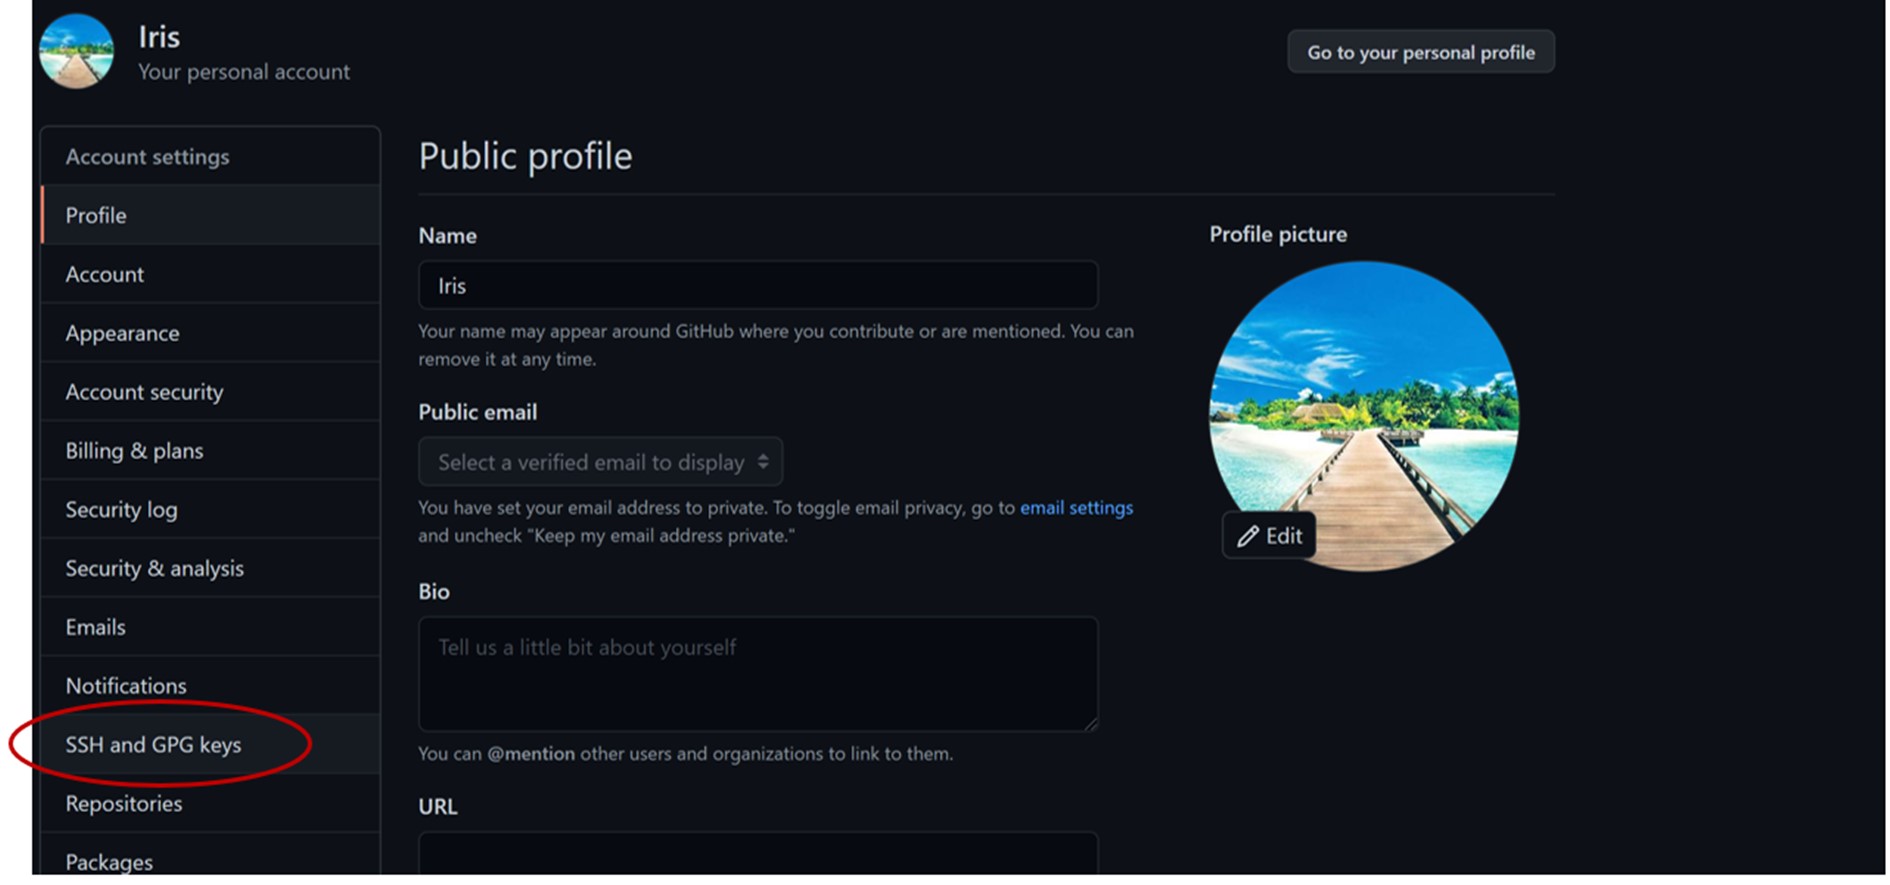 Iris
Your personal account
Go to your personal profile
Account settings
Profile
Account
Appearance
Account security
Billing & plans
Security log
Security & analysis
Emails
Notifications
SSH and GPG keys
Repositories
Packages
Public profile
Name
Iris
Your name may appear around GitHub where you contribute or are mentioned. You can
remove it at any time.
Public email
Select a verified email to display
You have set your email address to private. To toggle email privacy, go to email settings
and uncheck "Keep my email address private."
Bio
Tell us a little bit about yourself
You can @mention other users and organizations to link to them.
URL
Profile picture
Edit